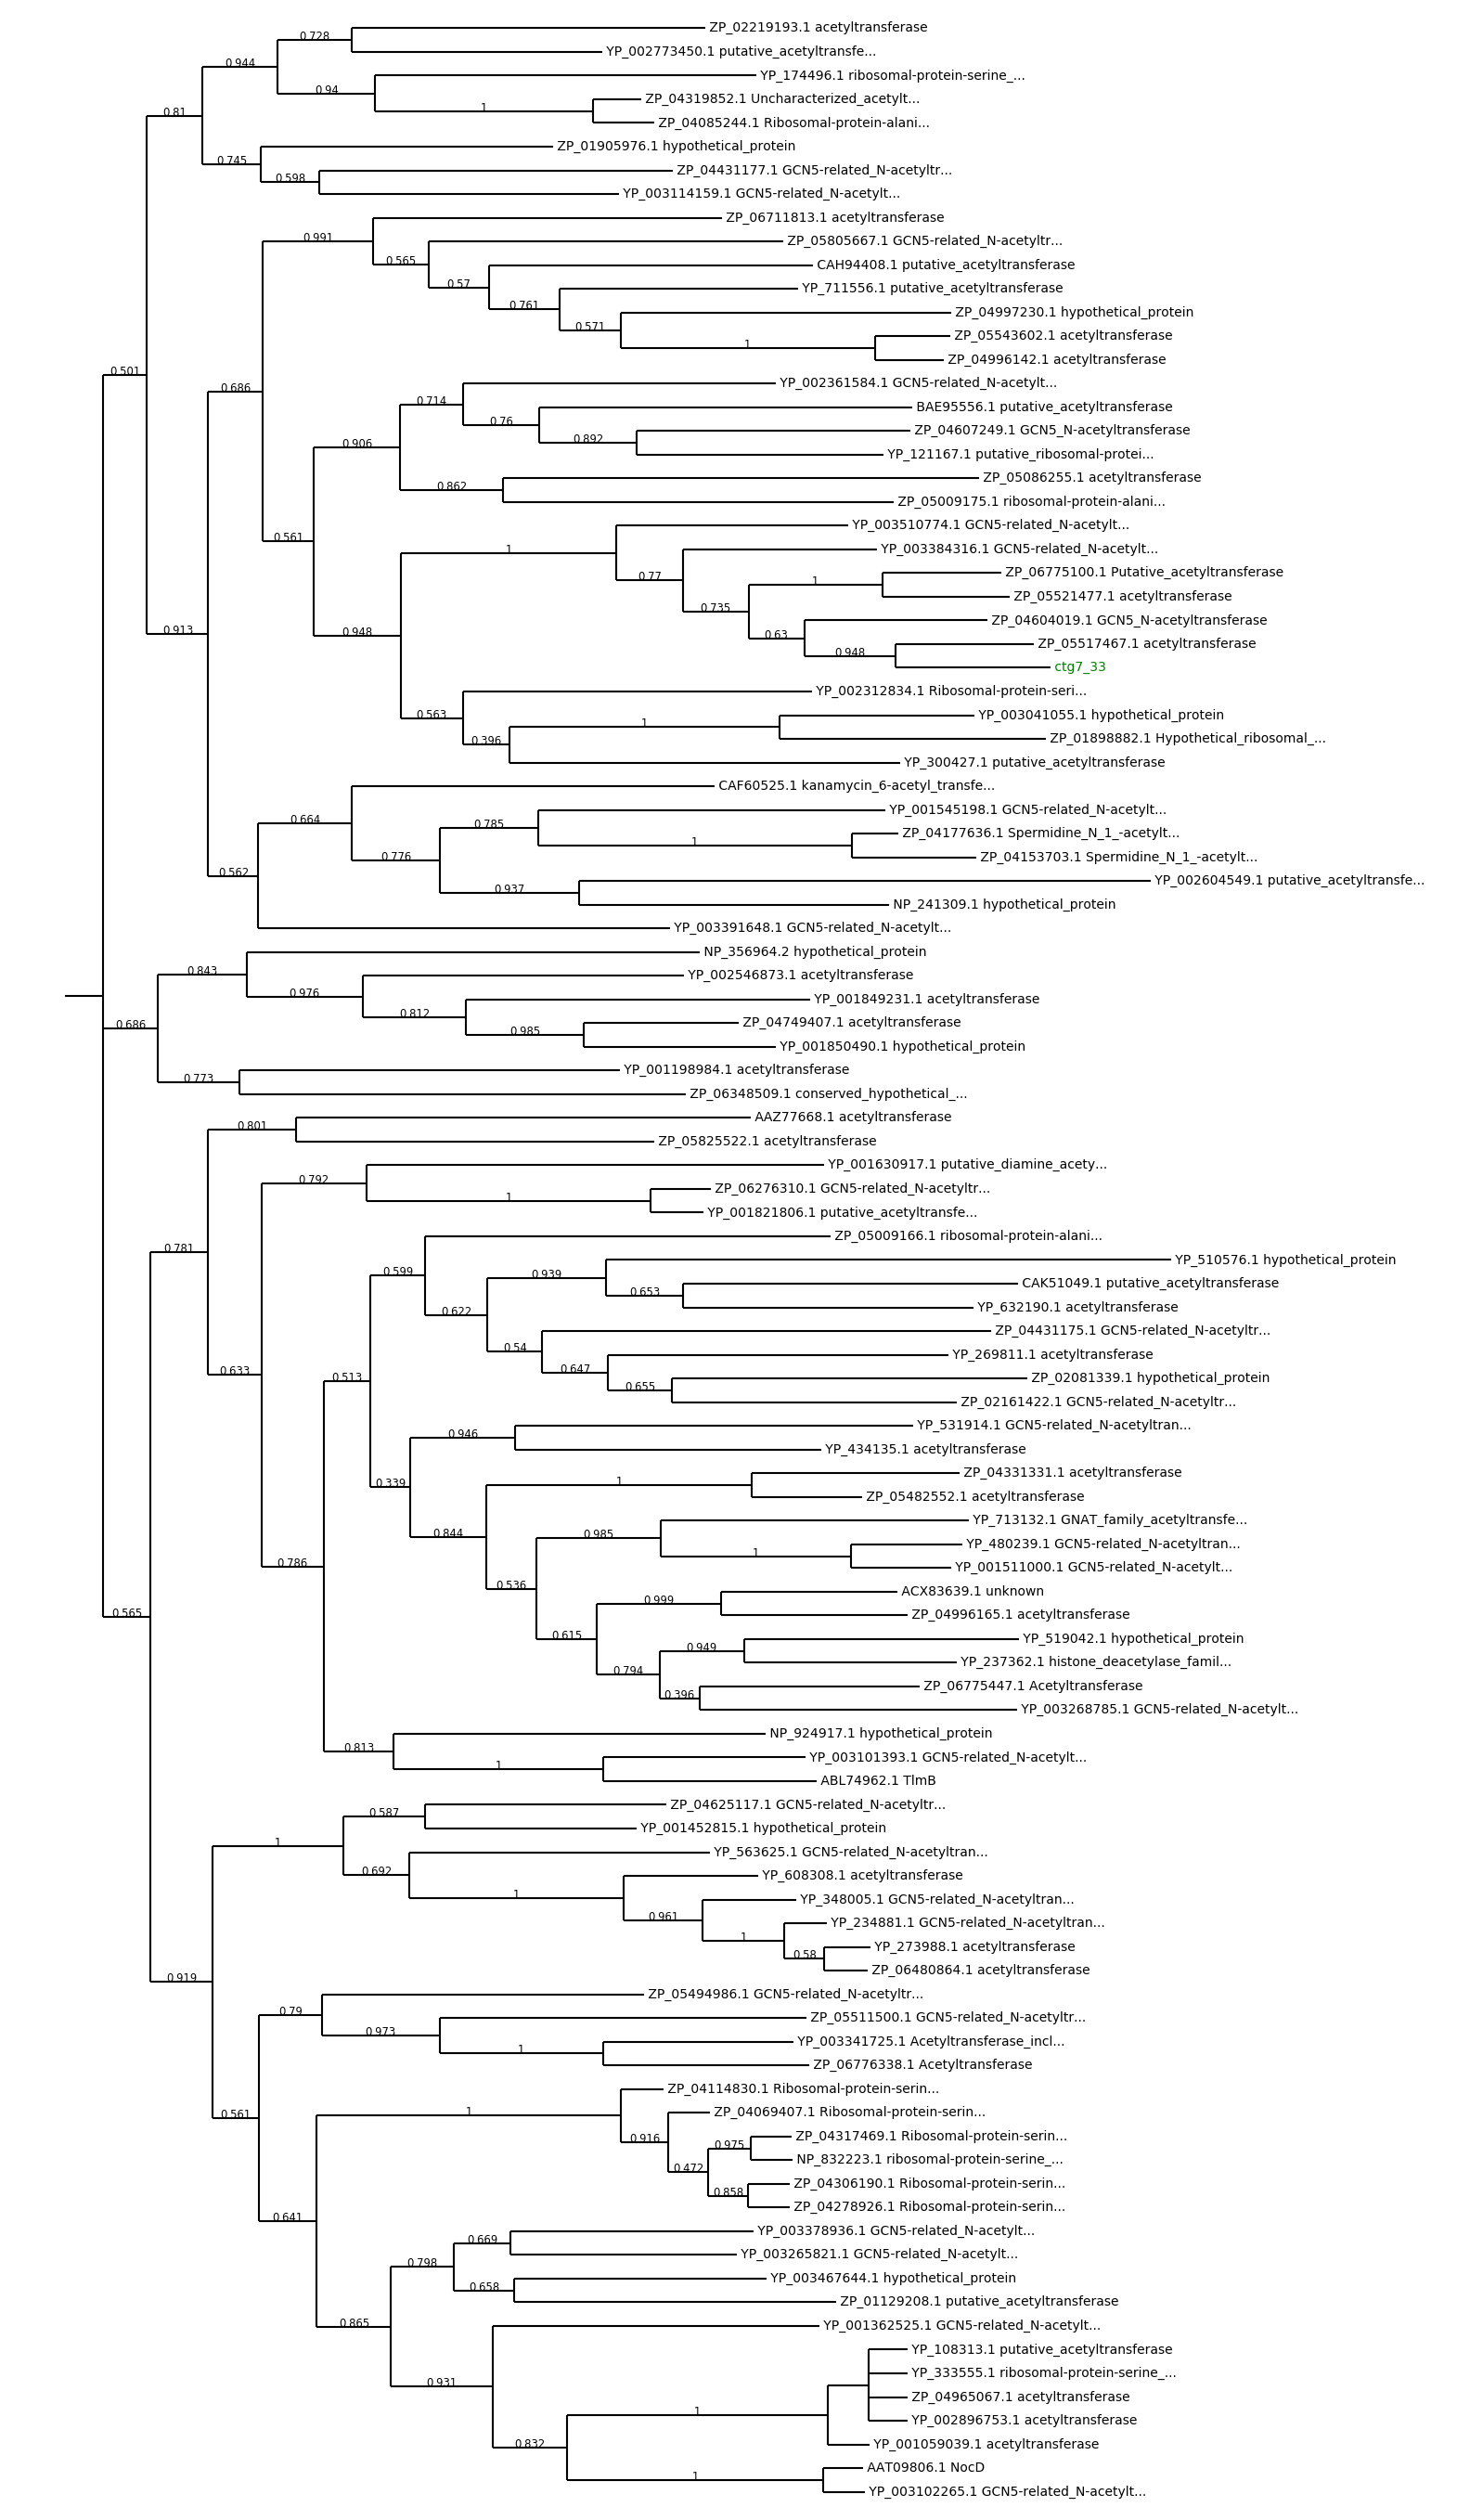 ZP_02219193.1 acetyltransferase
0.728
YP_002773450.1 putative_acetyltransfe...
0.944
YP_174496.1 ribosomal-protein-serine_...
0.94
ZP_04319852.1 Uncharacterized_acetylt...
1
0.81
ZP_04085244.1 Ribosomal-protein-alani...
ZP_01905976.1 hypothetical_protein
0.745
ZP_04431177.1 GCN5-related_N-acetyltr...
0.598
YP_003114159.1 GCN5-related_N-acetylt...
ZP_06711813.1 acetyltransferase
0.991
ZP_05805667.1 GCN5-related_N-acetyltr...
0.565
CAH94408.1 putative_acetyltransferase
0.57
YP_711556.1 putative_acetyltransferase
0.761
ZP_04997230.1 hypothetical_protein
0.571
ZP_05543602.1 acetyltransferase
1
ZP_04996142.1 acetyltransferase
0.501
YP_002361584.1 GCN5-related_N-acetylt...
0.686
0.714
BAE95556.1 putative_acetyltransferase
0.76
ZP_04607249.1 GCN5_N-acetyltransferase
0.892
0.906
YP_121167.1 putative_ribosomal-protei...
ZP_05086255.1 acetyltransferase
0.862
ZP_05009175.1 ribosomal-protein-alani...
YP_003510774.1 GCN5-related_N-acetylt...
0.561
1
YP_003384316.1 GCN5-related_N-acetylt...
ZP_06775100.1 Putative_acetyltransferase
0.77
1
ZP_05521477.1 acetyltransferase
0.735
ZP_04604019.1 GCN5_N-acetyltransferase
0.913
0.948
0.63
ZP_05517467.1 acetyltransferase
0.948
ctg7_33
YP_002312834.1 Ribosomal-protein-seri...
0.563
YP_003041055.1 hypothetical_protein
1
0.396
ZP_01898882.1 Hypothetical_ribosomal_...
YP_300427.1 putative_acetyltransferase
CAF60525.1 kanamycin_6-acetyl_transfe...
YP_001545198.1 GCN5-related_N-acetylt...
0.664
0.785
ZP_04177636.1 Spermidine_N_1_-acetylt...
1
0.776
ZP_04153703.1 Spermidine_N_1_-acetylt...
0.562
YP_002604549.1 putative_acetyltransfe...
0.937
NP_241309.1 hypothetical_protein
YP_003391648.1 GCN5-related_N-acetylt...
NP_356964.2 hypothetical_protein
0.843
YP_002546873.1 acetyltransferase
0.976
YP_001849231.1 acetyltransferase
0.812
ZP_04749407.1 acetyltransferase
0.686
0.985
YP_001850490.1 hypothetical_protein
YP_001198984.1 acetyltransferase
0.773
ZP_06348509.1 conserved_hypothetical_...
AAZ77668.1 acetyltransferase
0.801
ZP_05825522.1 acetyltransferase
YP_001630917.1 putative_diamine_acety...
0.792
ZP_06276310.1 GCN5-related_N-acetyltr...
1
YP_001821806.1 putative_acetyltransfe...
ZP_05009166.1 ribosomal-protein-alani...
0.781
YP_510576.1 hypothetical_protein
0.599
0.939
CAK51049.1 putative_acetyltransferase
0.653
0.622
YP_632190.1 acetyltransferase
ZP_04431175.1 GCN5-related_N-acetyltr...
0.54
YP_269811.1 acetyltransferase
0.633
0.513
0.647
ZP_02081339.1 hypothetical_protein
0.655
ZP_02161422.1 GCN5-related_N-acetyltr...
YP_531914.1 GCN5-related_N-acetyltran...
0.946
YP_434135.1 acetyltransferase
ZP_04331331.1 acetyltransferase
0.339
1
ZP_05482552.1 acetyltransferase
YP_713132.1 GNAT_family_acetyltransfe...
0.844
0.985
YP_480239.1 GCN5-related_N-acetyltran...
1
0.786
YP_001511000.1 GCN5-related_N-acetylt...
0.536
ACX83639.1 unknown
0.999
0.565
ZP_04996165.1 acetyltransferase
0.615
YP_519042.1 hypothetical_protein
0.949
YP_237362.1 histone_deacetylase_famil...
0.794
ZP_06775447.1 Acetyltransferase
0.396
YP_003268785.1 GCN5-related_N-acetylt...
NP_924917.1 hypothetical_protein
0.813
YP_003101393.1 GCN5-related_N-acetylt...
1
ABL74962.1 TlmB
ZP_04625117.1 GCN5-related_N-acetyltr...
0.587
YP_001452815.1 hypothetical_protein
1
YP_563625.1 GCN5-related_N-acetyltran...
0.692
YP_608308.1 acetyltransferase
1
YP_348005.1 GCN5-related_N-acetyltran...
0.961
YP_234881.1 GCN5-related_N-acetyltran...
1
YP_273988.1 acetyltransferase
0.58
ZP_06480864.1 acetyltransferase
0.919
ZP_05494986.1 GCN5-related_N-acetyltr...
0.79
ZP_05511500.1 GCN5-related_N-acetyltr...
0.973
YP_003341725.1 Acetyltransferase_incl...
1
ZP_06776338.1 Acetyltransferase
ZP_04114830.1 Ribosomal-protein-serin...
0.561
1
ZP_04069407.1 Ribosomal-protein-serin...
ZP_04317469.1 Ribosomal-protein-serin...
0.916
0.975
NP_832223.1 ribosomal-protein-serine_...
0.472
ZP_04306190.1 Ribosomal-protein-serin...
0.858
ZP_04278926.1 Ribosomal-protein-serin...
0.641
YP_003378936.1 GCN5-related_N-acetylt...
0.669
YP_003265821.1 GCN5-related_N-acetylt...
0.798
YP_003467644.1 hypothetical_protein
0.658
ZP_01129208.1 putative_acetyltransferase
0.865
YP_001362525.1 GCN5-related_N-acetylt...
YP_108313.1 putative_acetyltransferase
YP_333555.1 ribosomal-protein-serine_...
0.931
ZP_04965067.1 acetyltransferase
1
YP_002896753.1 acetyltransferase
0.832
YP_001059039.1 acetyltransferase
AAT09806.1 NocD
1
YP_003102265.1 GCN5-related_N-acetylt...